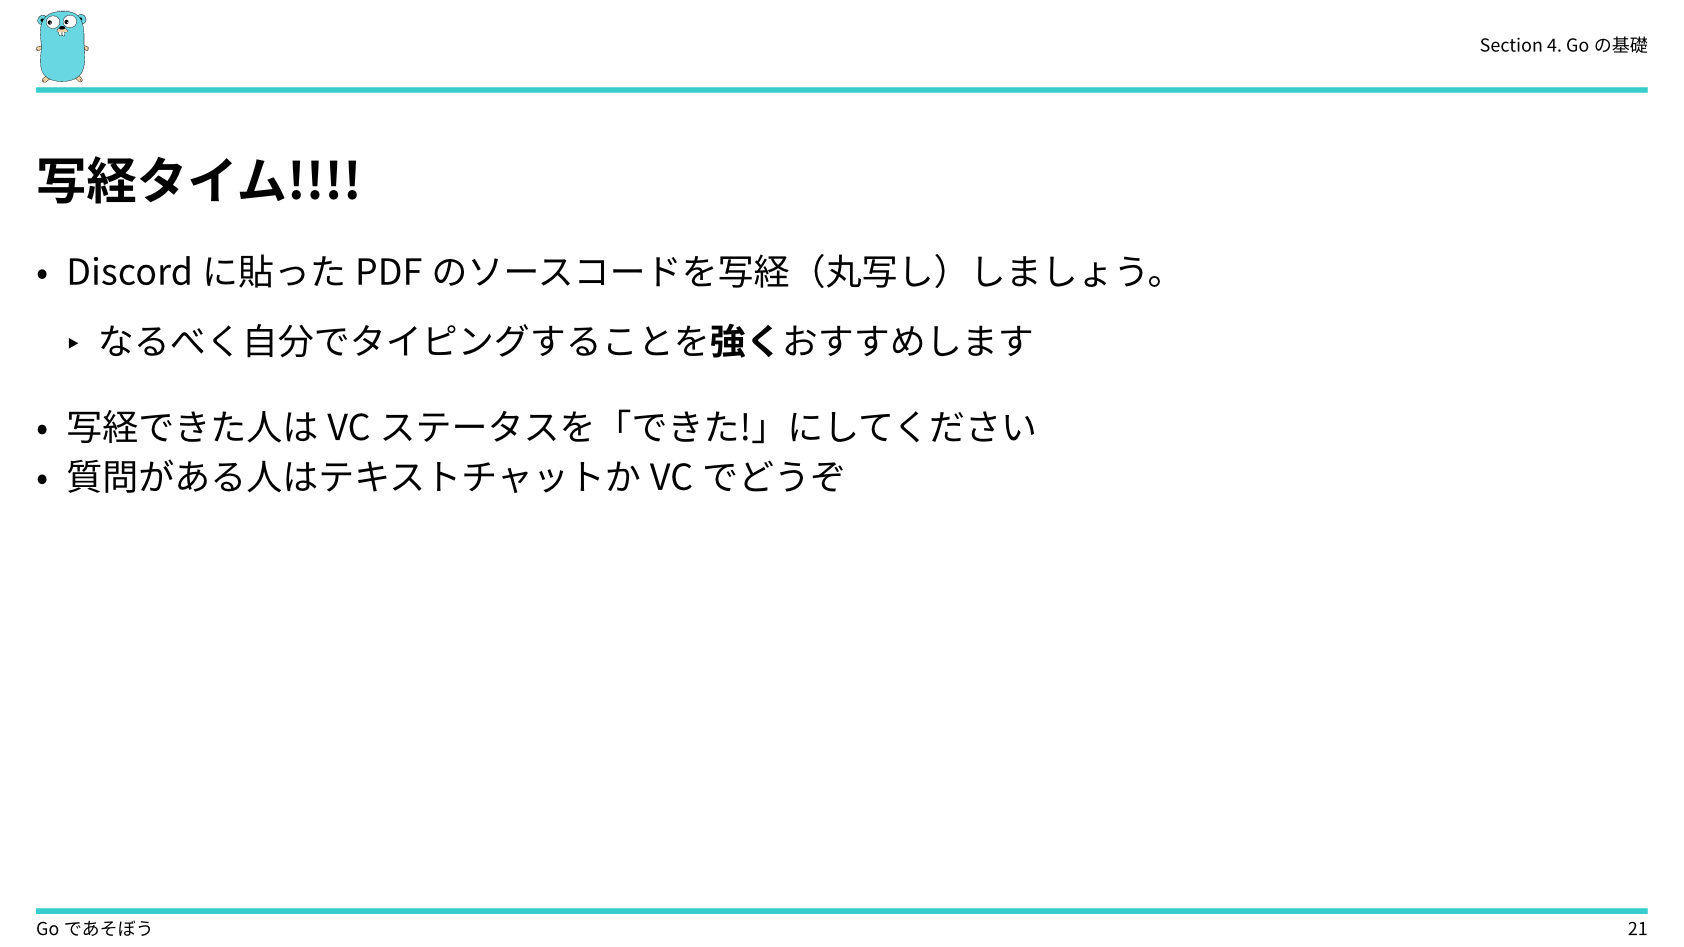 Section 4. Go の基礎
写経タイム!!!!
• Discord に貼った PDF のソースコードを写経（丸写し）しましょう。
‣ なるべく自分でタイピングすることを強くおすすめします
• 写経できた人は VC ステータスを「できた!」にしてください
• 質問がある人はテキストチャットか VC でどうぞ
Go であそぼう
21